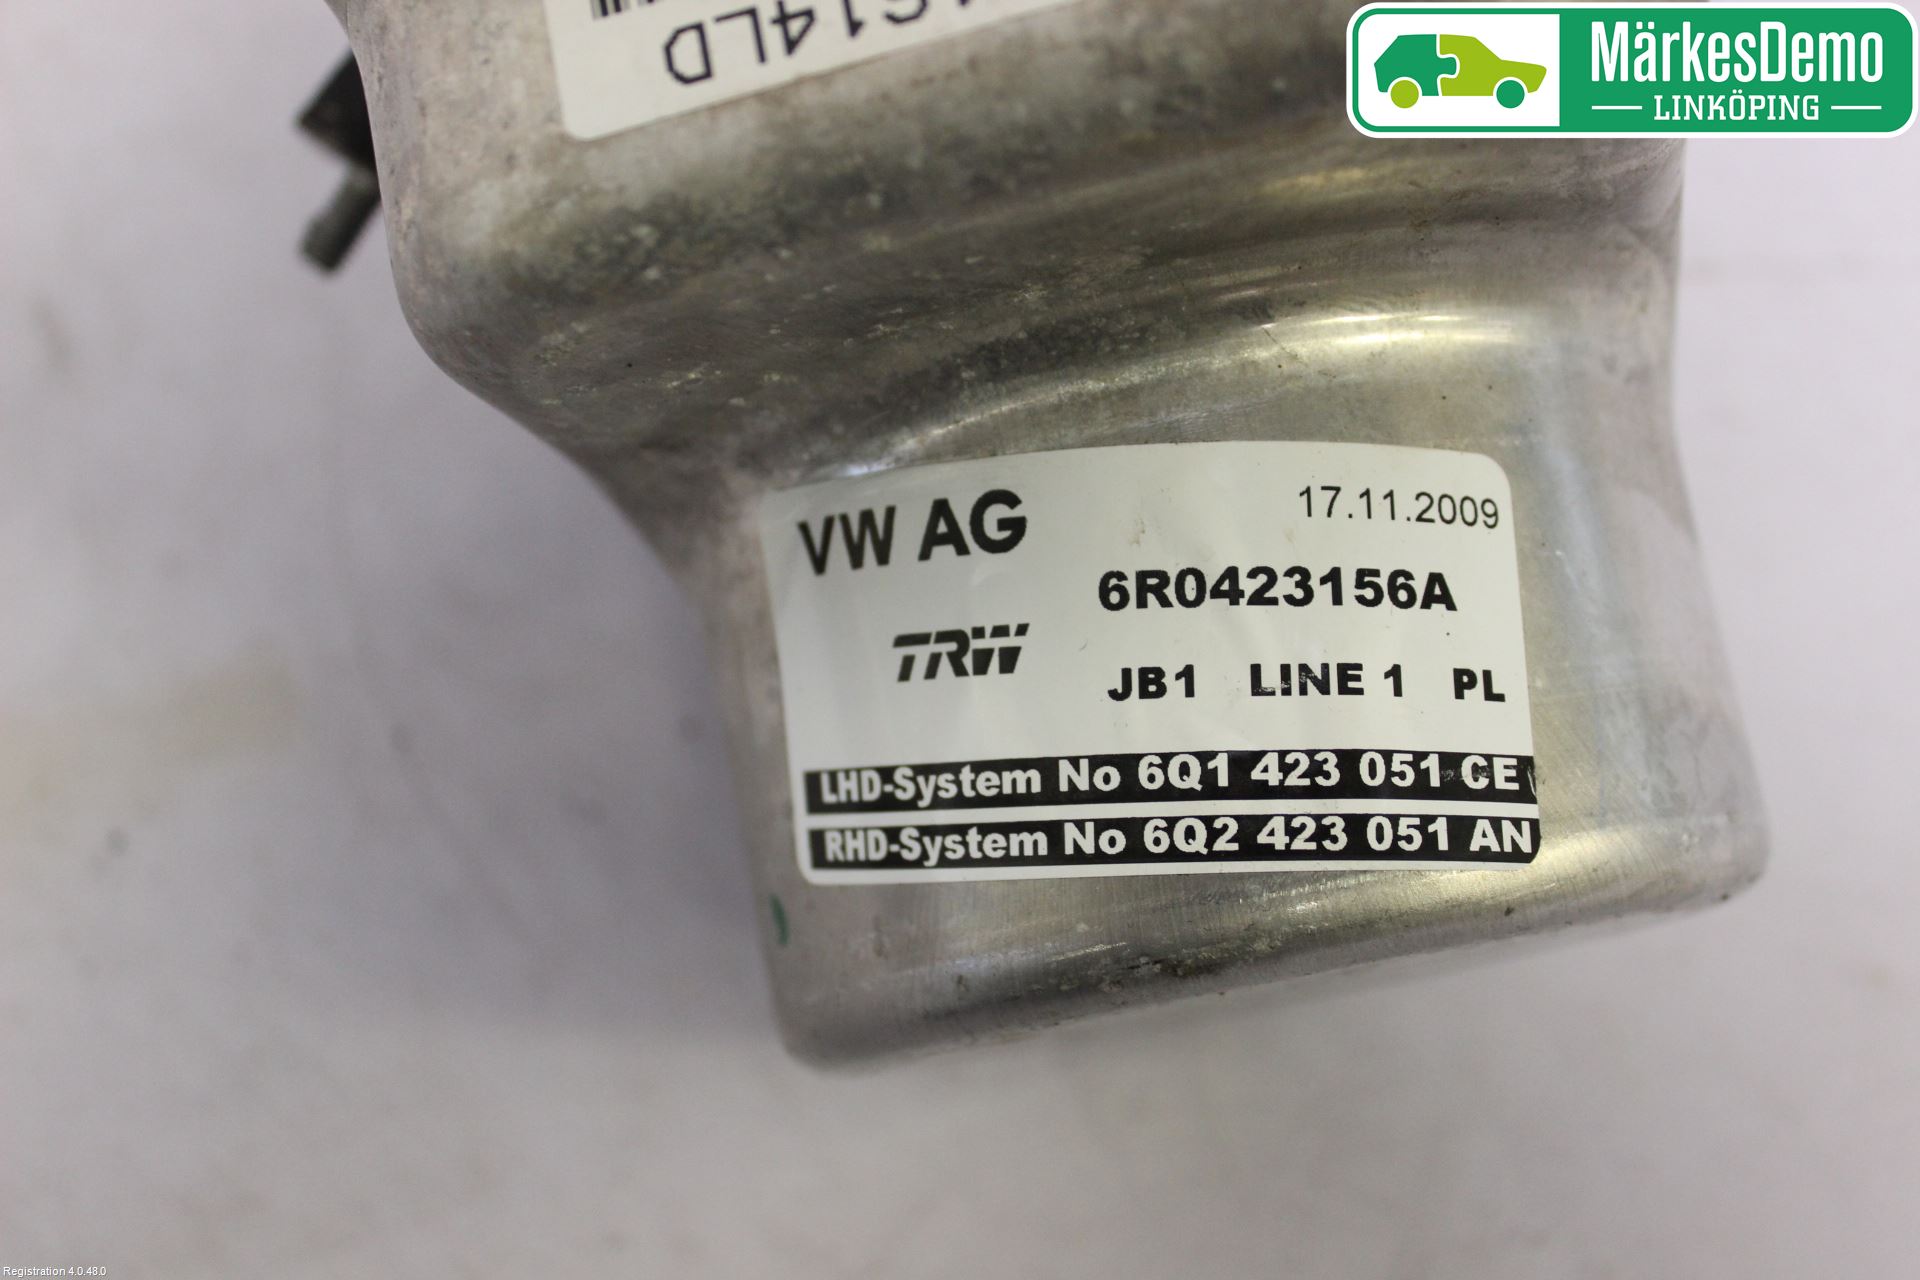 S14LD
MärkesDemo
LINKÖPING
VW AG
17.11.2009
6R0423156A
TRW
JB1 LINE 1 PL
LHD-System No 6Q1 423 051 CE
RHD-System No 6Q2 423 051 AN
Registration 4.0.48.0